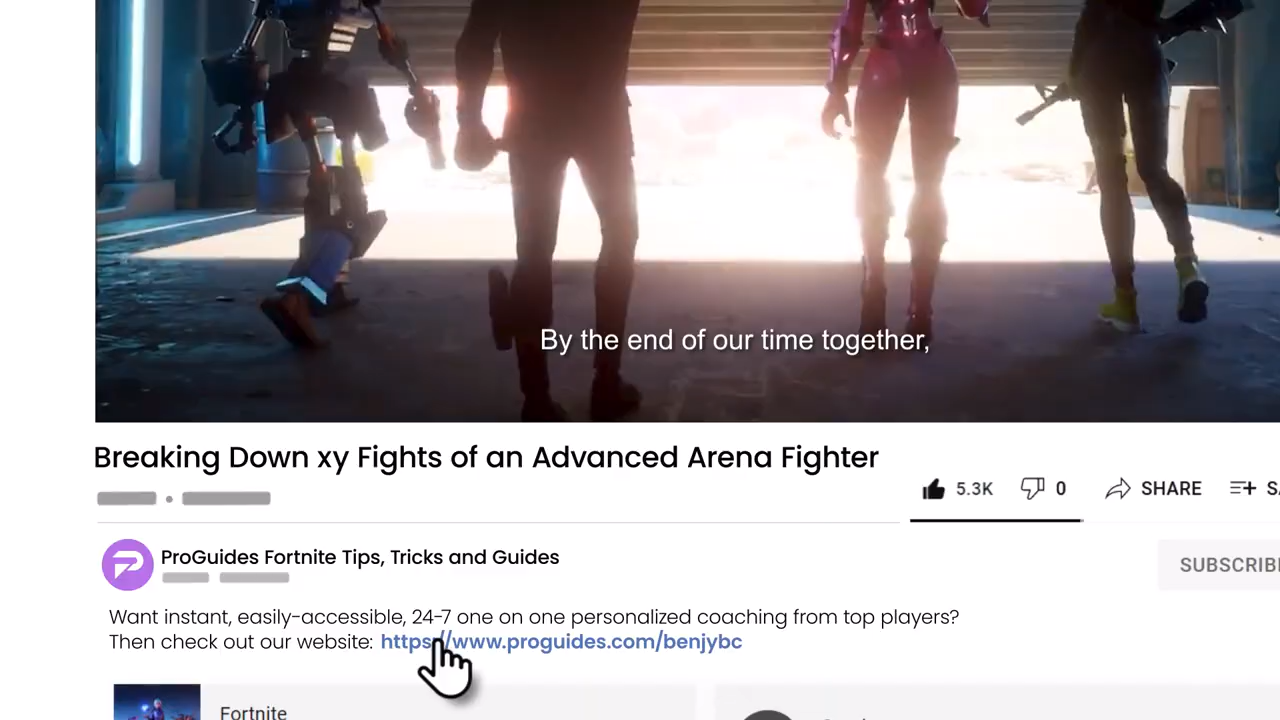 By the end of our time together,
Breaking Down xy Fights of an Advanced Arena Fighter
5.3K 0 SHARE
ProGuides Fortnite Tips, Tricks and Guides
SUBSCRIB
Want instant, easily-accessible, 24-7 one on one personalized coaching from top players?
Then check out our website: https://www.proguides.com/benjybc
Fortnite